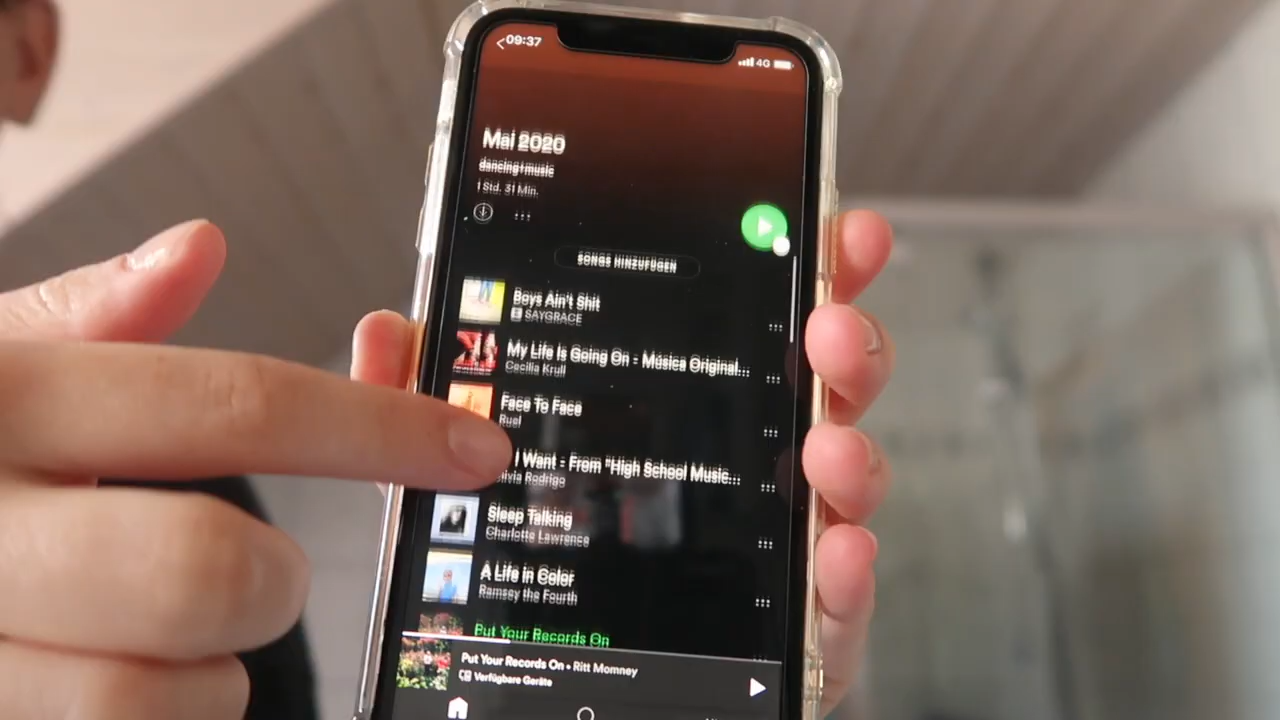 09:37
4G
Mai 2020
dancing+music
1 Std. 31 Min.
SONGS HINZUFÜGEN
Boys Ain't Shit
E SAYGRACE
My Life Is Going On - Música Original...
Cecilia Krull
Face To Face
Ruel
I Want - From "High School Music...
livia Rodrigo
Sleep Talking
Charlotte Lawrence
A Life in Color
Ramsey the Fourth
Put Your Records On
Put Your Records On • Ritt Momney
Verfügbare Geräte